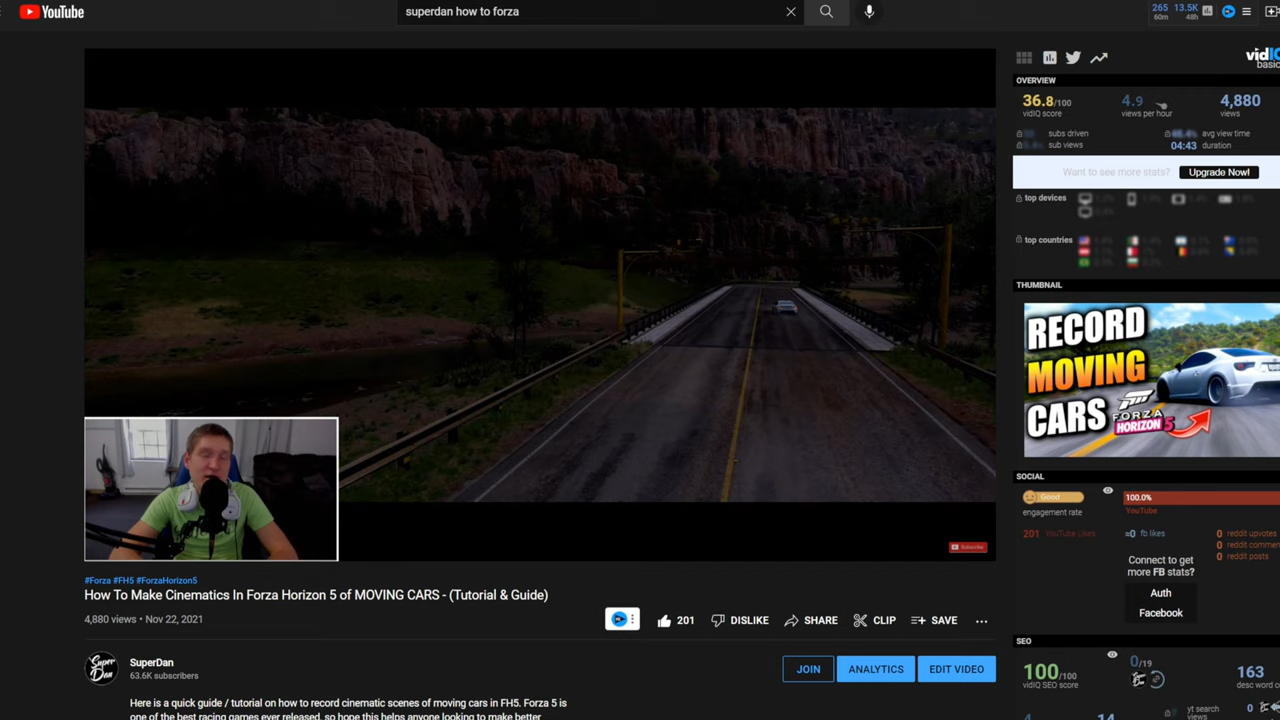 YouTube
superdan how to forza
265
60m
13.5K
48h
Subscribe
#Forza #FH5 #ForzaHorizon5
How To Make Cinematics In Forza Horizon 5 of MOVING CARS - (Tutorial & Guide)
4,880 views • Nov 22, 2021
201
DISLIKE
SHARE
CLIP
SAVE
SuperDan
63.6K subscribers
JOIN
ANALYTICS
EDIT VIDEO
Here is a quick guide / tutorial on how to record cinematic scenes of moving cars in FH5. Forza 5 is
one of the best racing games ever released, so hope this helps anyone looking to make better
vidIQ
basic
OVERVIEW
36.8/100
vidIQ score
4.9
views per hour
4,880
views
subs driven
sub views
avg view time
04:43 duration
Want to see more stats?
Upgrade Now!
top devices
top countries
THUMBNAIL
RECORD
MOVING
CARS
FORZA
HORIZON 5
SOCIAL
Good
engagement rate
100.0%
YouTube
201 YouTube Likes
=0 fb likes
0 reddit upvotes
0 reddit commen
0 reddit posts
Connect to get
more FB stats?
Auth
Facebook
SEO
100/100
vidIQ SEO score
0/19
163
desc word c
yt search
views
14
0